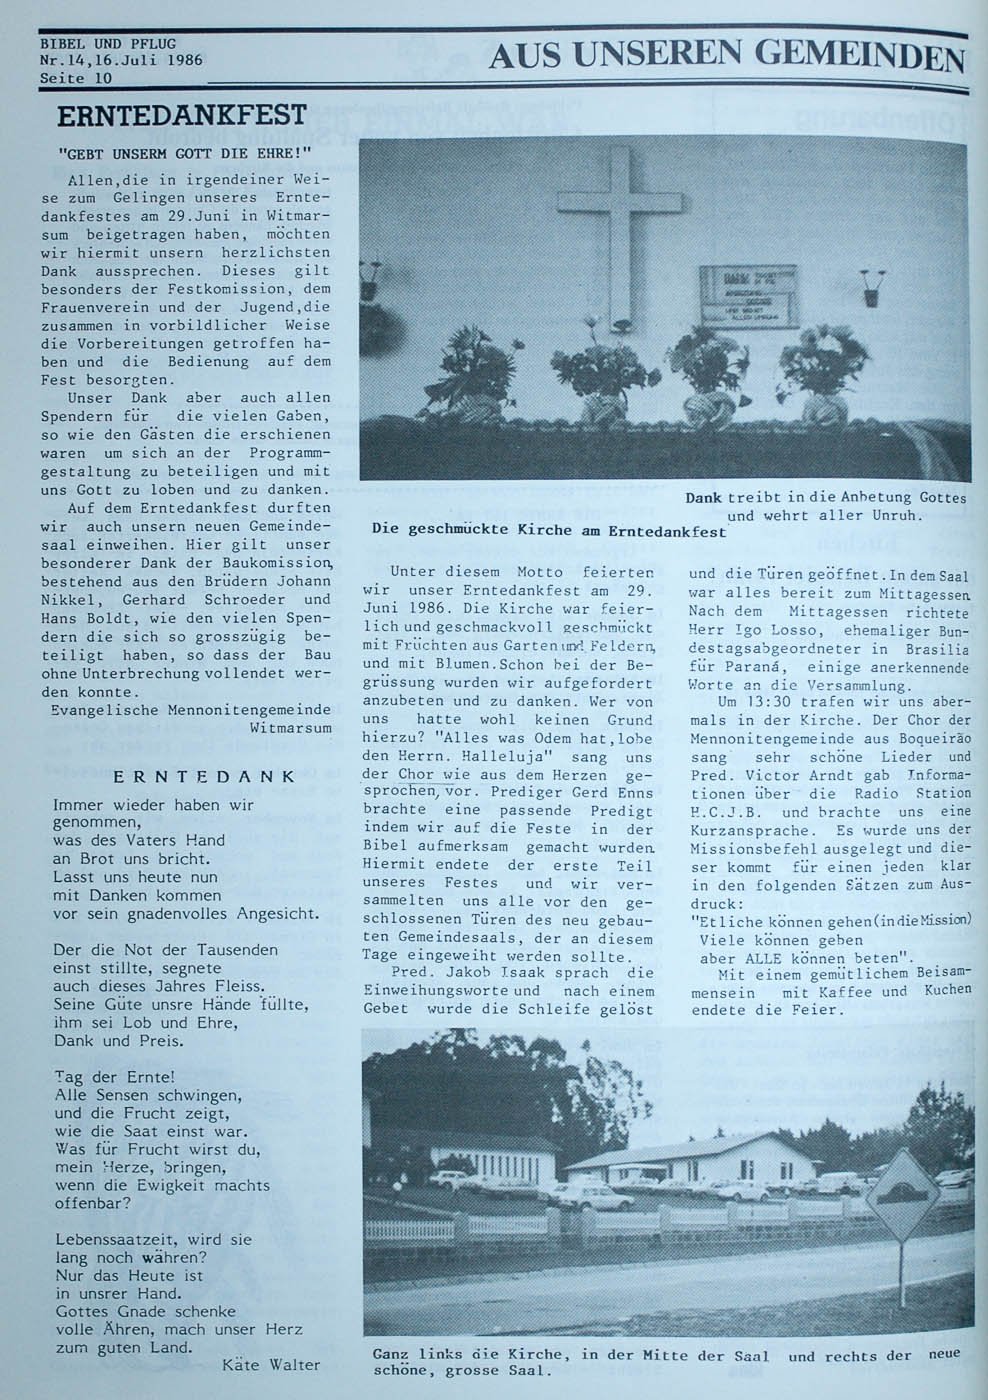 BIBEL UND PFLUG
Nr.14,16.Juli 1986
Seite 10
AUS UNSEREN GEMEINDEN
ERNTEDANKFEST
"GEBT UNSERM GOTT DIE EHRE!"
Allen,die in irgendeiner Wei-
se zum Gelingen unseres Ernte-
dankfestes am 29.Juni in Witmar-
sum beigetragen haben, möchten
wir hiermit unsern herzlichsten
Dank aussprechen. Dieses gilt
besonders der Festkomission, dem
Frauenverein und der Jugend,die
zusammen in vorbildlicher Weise
die Vorbereitungen getroffen ha-
ben und die Bedienung auf dem
Fest besorgten.
Unser Dank aber auch allen
Spendern für die vielen Gaben,
so wie den Gästen die erschienen
waren um sich an der Programm-
gestaltung zu beteiligen und mit
uns Gott zu loben und zu danken.
Auf dem Erntedankfest durften
wir auch unsern neuen Gemeinde-
saal einweihen. Hier gilt unser
besonderer Dank der Baukomission,
bestehend aus den Brüdern Johann
Nikkel, Gerhard Schroeder und
Hans Boldt, wie den vielen Spen-
dern die sich so grosszügig be-
teiligt haben, so dass der Bau
ohne Unterbrechung vollendet wer-
den konnte.
Evangelische Mennonitengemeinde
Witmarsum
ERNTEDANK
Immer wieder haben wir
genommen,
was des Vaters Hand
an Brot uns bricht.
Lasst uns heute nun
mit Danken kommen
vor sein gnadenvolles Angesicht.
Der die Not der Tausenden
einst stillte, segnete
auch dieses Jahres Fleiss.
Seine Güte unsre Hände füllte,
ihm sei Lob und Ehre,
Dank und Preis.
Tag der Ernte!
Alle Sensen schwingen,
und die Frucht zeigt,
wie die Saat einst war.
Was für Frucht wirst du,
mein Herze, bringen,
wenn die Ewigkeit machts
offenbar?
Lebenssaatzeit, wird sie
lang noch währen?
Nur das Heute ist
in unsrer Hand.
Gottes Gnade schenke
volle Ähren, mach unser Herz
zum guten Land.
Käte Walter
Dank treibt in die Anbetung Gottes
und wehrt aller Unruh.
Die geschmückte Kirche am Erntedankfest
Unter diesem Motto feierten
wir unser Erntedankfest am 29.
Juni 1986. Die Kirche war feier-
lich und geschmackvoll geschmückt
mit Früchten aus Garten und Feldern,
und mit Blumen.Schon bei der Be-
grüssung wurden wir aufgefordert
anzubeten und zu danken. Wer von
uns hatte wohl keinen Grund
hierzu? "Alles was Odem hat,lobe
den Herrn. Halleluja" sang uns
der Chor wie aus dem Herzen ge-
sprochen, vor. Prediger Gerd Enns
brachte eine passende Predigt
indem wir auf die Feste in der
Bibel aufmerksam gemacht wurden.
Hiermit endete der erste Teil
unseres Festes und wir ver-
sammelten uns alle vor den ge-
schlossenen Türen des neu gebau-
ten Gemeindesaals, der an diesem
Tage eingeweiht werden sollte.
Pred. Jakob Isaak sprach die
Einweihungsworte und nach einem
Gebet wurde die Schleife gelöst
und die Türen geöffnet.In dem Saal
war alles bereit zum Mittagessen.
Nach dem Mittagessen richtete
Herr Igo Losso, ehemaliger Bun-
destagsabgeordneter in Brasilia
für Paraná, einige anerkennende
Worte an die Versammlung.
Um 13:30 trafen wir uns aber-
mals in der Kirche. Der Chor der
Mennonitengemeinde aus Boqueirão
sang sehr schöne Lieder und
Pred. Victor Arndt gab Informa-
tionen über die Radio Station
H.C.J.B. und brachte uns eine
Kurzansprache. Es wurde uns der
Missionsbefehl ausgelegt und die-
ser kommt für einen jeden klar
in den folgenden Sätzen zum Aus-
druck:
"Etliche können gehen(in die Mission)
Viele können geben
aber ALLE können beten".
Mit einem gemütlichem Beisam-
mensein mit Kaffee und Kuchen
endete die Feier.
Ganz links die Kirche, in der Mitte der Saal und rechts der neue
schöne, grosse Saal.